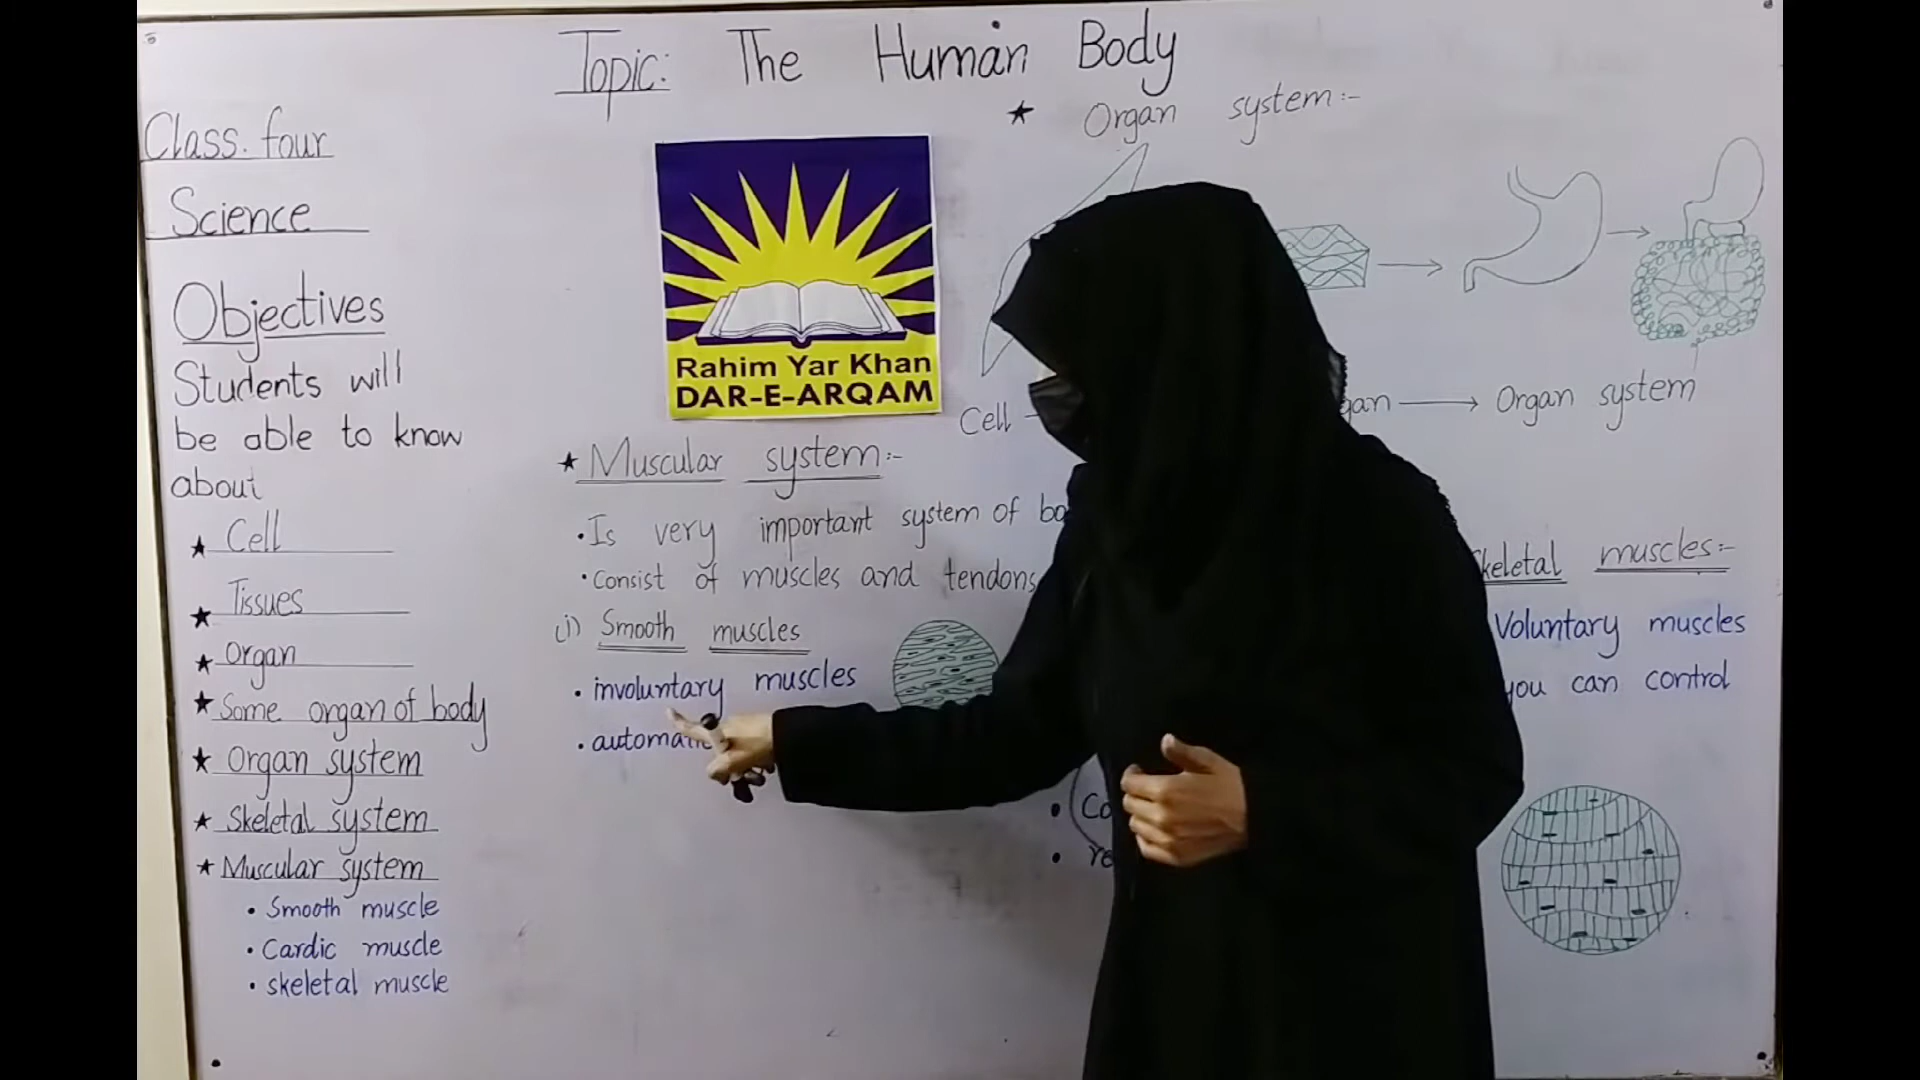 Topic: The Human Body
Class. four
Science
Objectives
Students will
be able to know
about
★ Cell
★ Tissues
★ Organ
★ Some organ of body
★ Organ system
★ Skeletal system
★ Muscular system
• Smooth muscle
• Cardic muscle
• skeletal muscle
Rahim Yar Khan
DAR-E-ARQAM
★ Organ system:-
Cell
Organ system
★ Muscular system:-
• Is very important system of
• Consist of muscles and tendons
(i) Smooth muscles
• involuntary muscles
•
muscles:-
Voluntary muscles
you can control